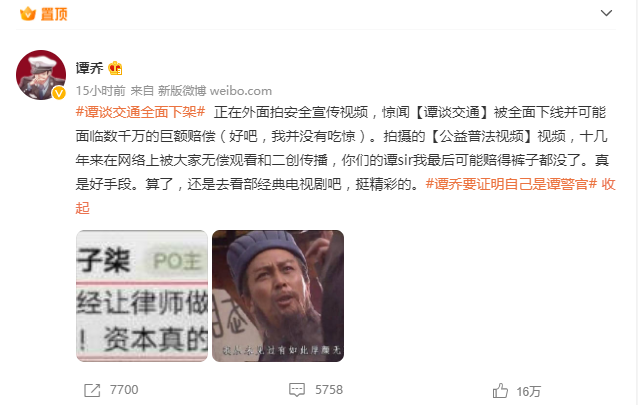 置顶
谭乔
15小时前 来自 新版微博 weibo.com
#谭谈交通全面下架# 正在外面拍安全宣传视频，惊闻【谭谈交通】被全面下线并可能
面临数千万的巨额赔偿（好吧，我并没有吃惊）。拍摄的【公益普法视频】视频，十几
年来在网络上被大家无偿观看和二创传播，你们的谭sir我最后可能赔得裤子都没了。真
是好手段。算了，还是去看部经典电视剧吧，挺精彩的。#谭乔要证明自己是谭警官# 收
起
子柒 PO主
经让律师做
！资本真的
7700 5758 16万